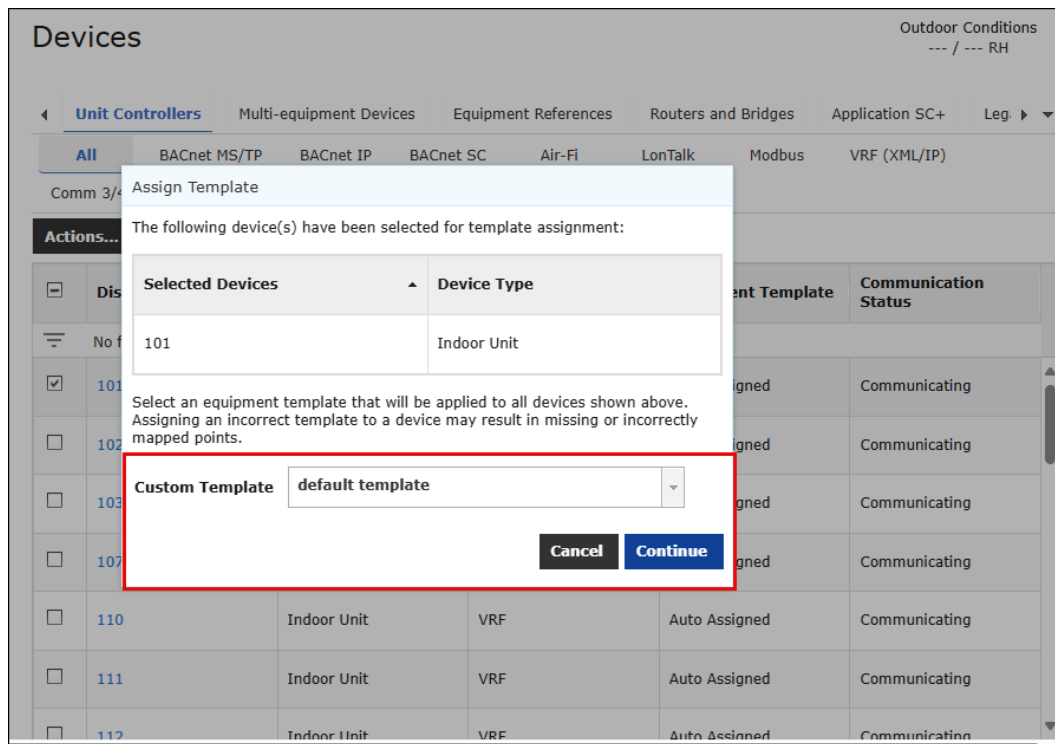 Devices
Outdoor Conditions
--- / --- RH
Unit Controllers Multi-equipment Devices Equipment References Routers and Bridges Application SC+ Leg
All BACnet MS/TP BACnet IP BACnet SC Air-Fi LonTalk Modbus VRF (XML/IP)
Comm 3/4
Assign Template
The following device(s) have been selected for template assignment:
Actions...
Selected Devices Device Type
Dis ent Template Communication
Status
No f
101 Indoor Unit
101 igned Communicating
Select an equipment template that will be applied to all devices shown above.
Assigning an incorrect template to a device may result in missing or incorrectly
mapped points.
102 igned Communicating
Custom Template default template
103 gned Communicating
Cancel Continue
107 gned Communicating
110 Indoor Unit VRF Auto Assigned Communicating
111 Indoor Unit VRF Auto Assigned Communicating
112 Indoor Unit VRF Auto Assigned Communicating